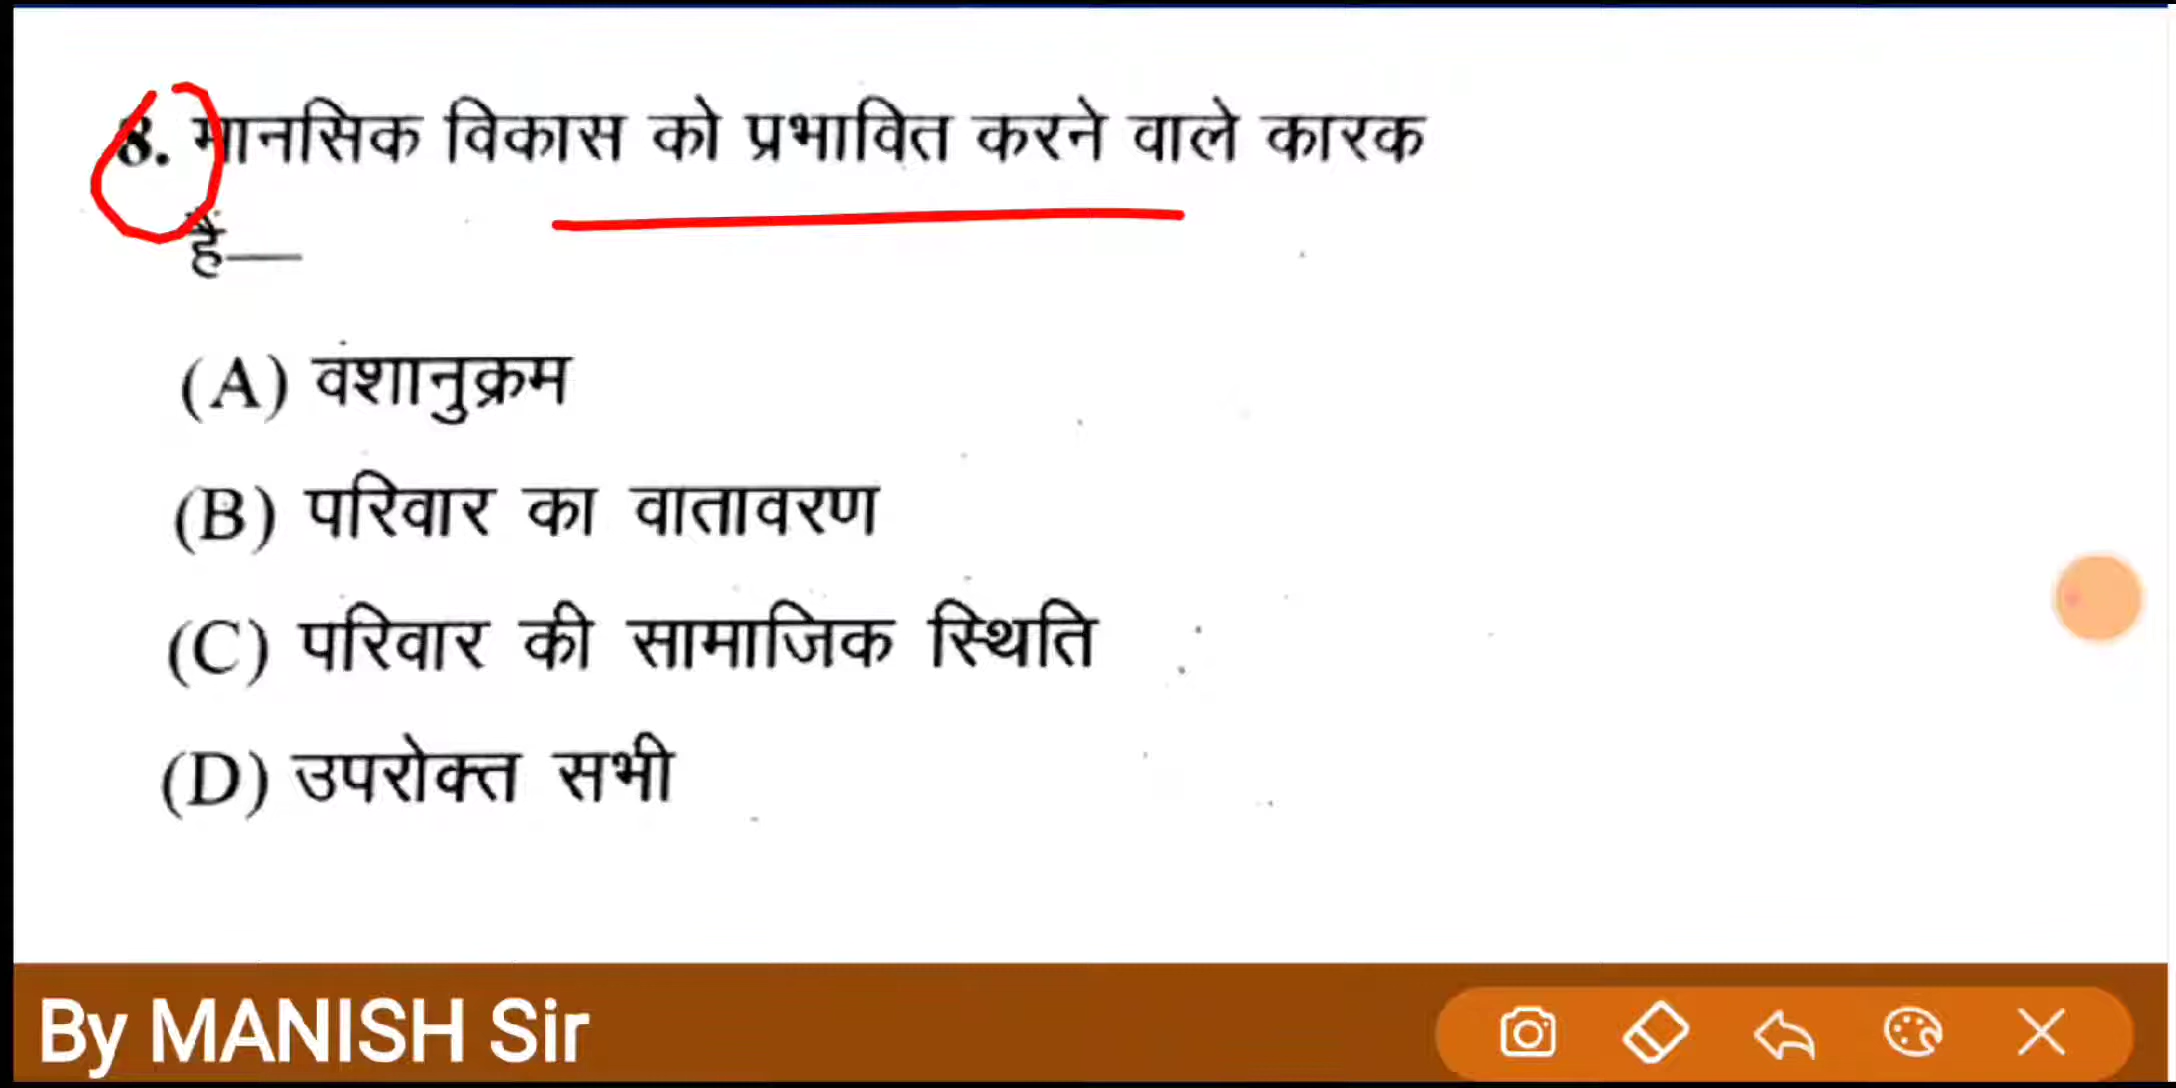 8. मानसिक विकास को प्रभावित करने वाले कारक
हैं—
(A) वंशानुक्रम
(B) परिवार का वातावरण
(C) परिवार की सामाजिक स्थिति
(D) उपरोक्त सभी
By MANISH Sir